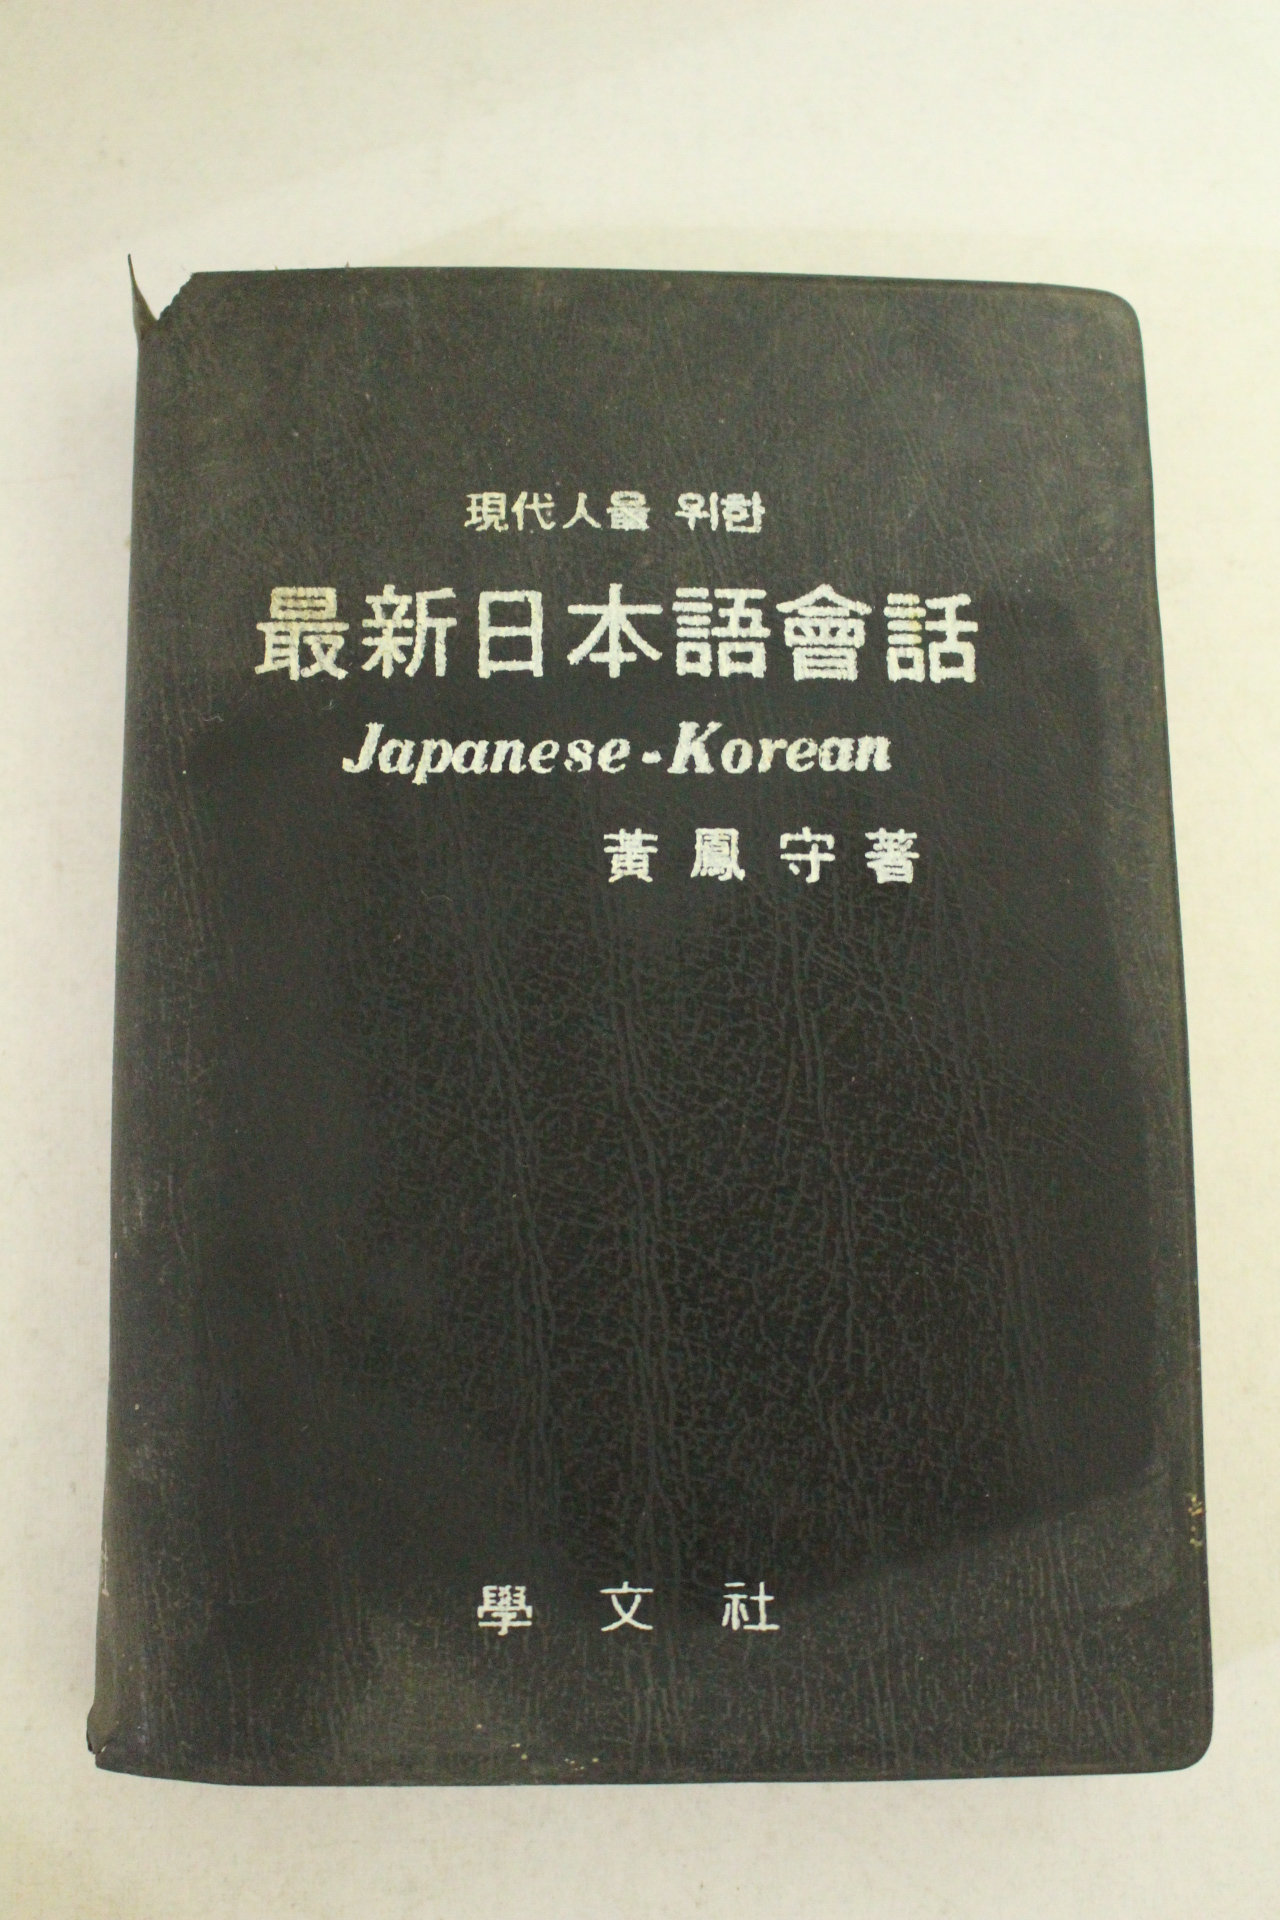 現代人을 위한
最新日本語會話
Japanese-Korean
黃鳳守著
學文社